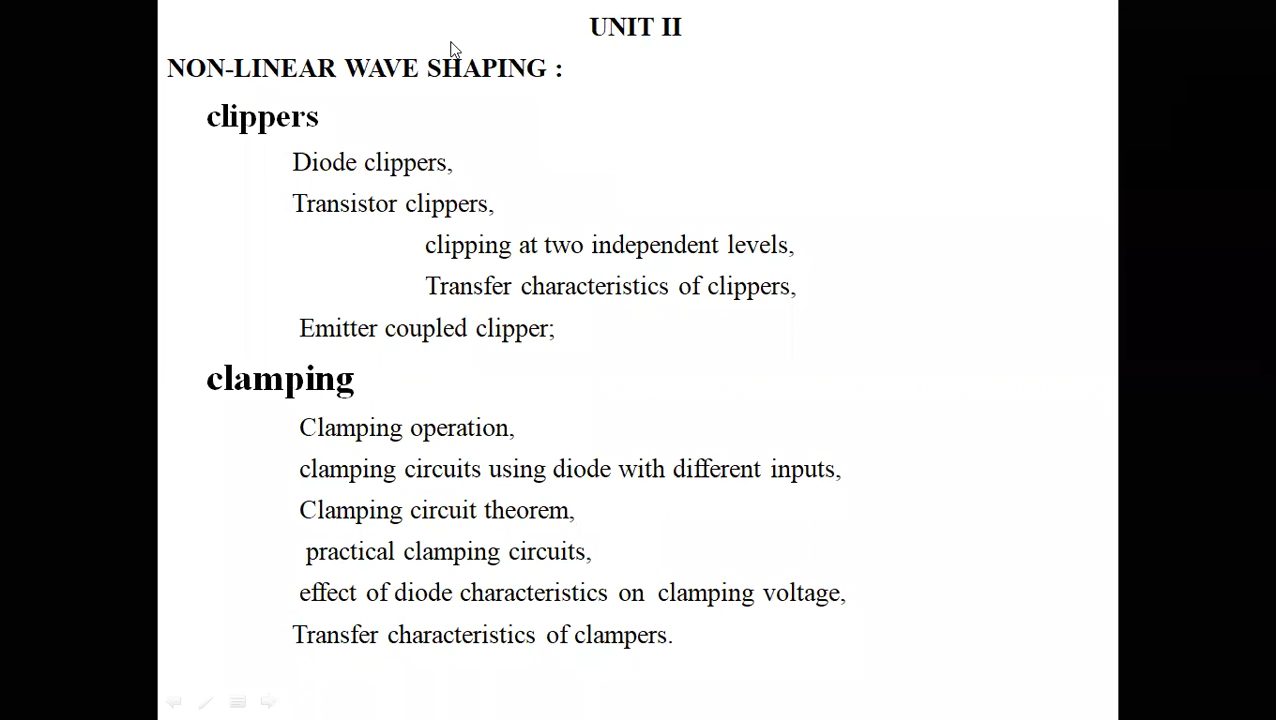 UNIT II
NON-LINEAR WAVE SHAPING :
clippers
Diode clippers,
Transistor clippers,
clipping at two independent levels,
Transfer characteristics of clippers,
Emitter coupled clipper;
clamping
Clamping operation,
clamping circuits using diode with different inputs,
Clamping circuit theorem,
practical clamping circuits,
effect of diode characteristics on clamping voltage,
Transfer characteristics of clampers.